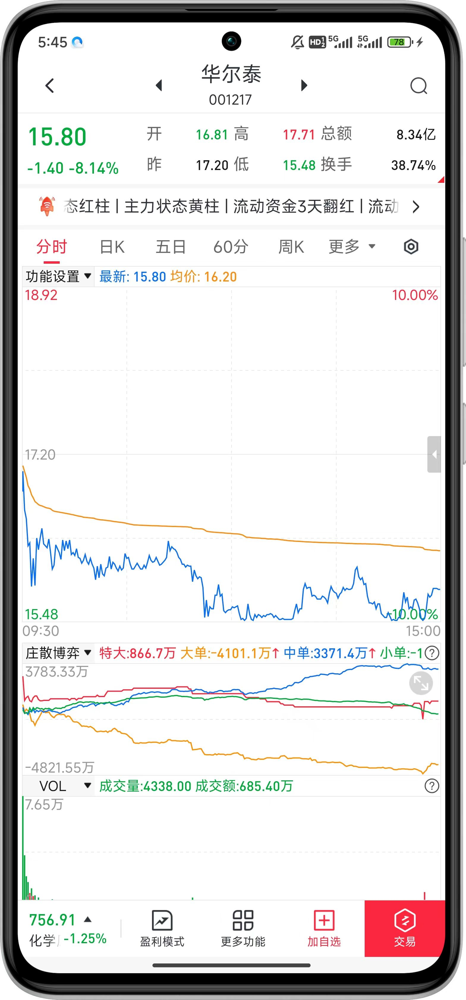 5:45 HD 1 2 5G 5G 78
华尔泰
001217
15.80 开 16.81 高 17.71 总额 8.34亿
-1.40 -8.14% 昨 17.20 低 15.48 换手 38.74%
态红柱 | 主力状态黄柱 | 流动资金3天翻红 | 流动
分时 日K 五日 60分 周K 更多
功能设置 最新: 15.80 均价: 16.20
18.92 10.00%
17.20
15.48 -10.00%
09:30 15:00
庄散博弈 特大:866.7万 大单:-4101.1万↑ 中单:3371.4万↑ 小单:-1 ?
3783.33万
-4821.55万
VOL 成交量:4338.00 成交额:685.40万 ?
7.65万
756.91
化学 -1.25%
盈利模式 更多功能 加自选 交易